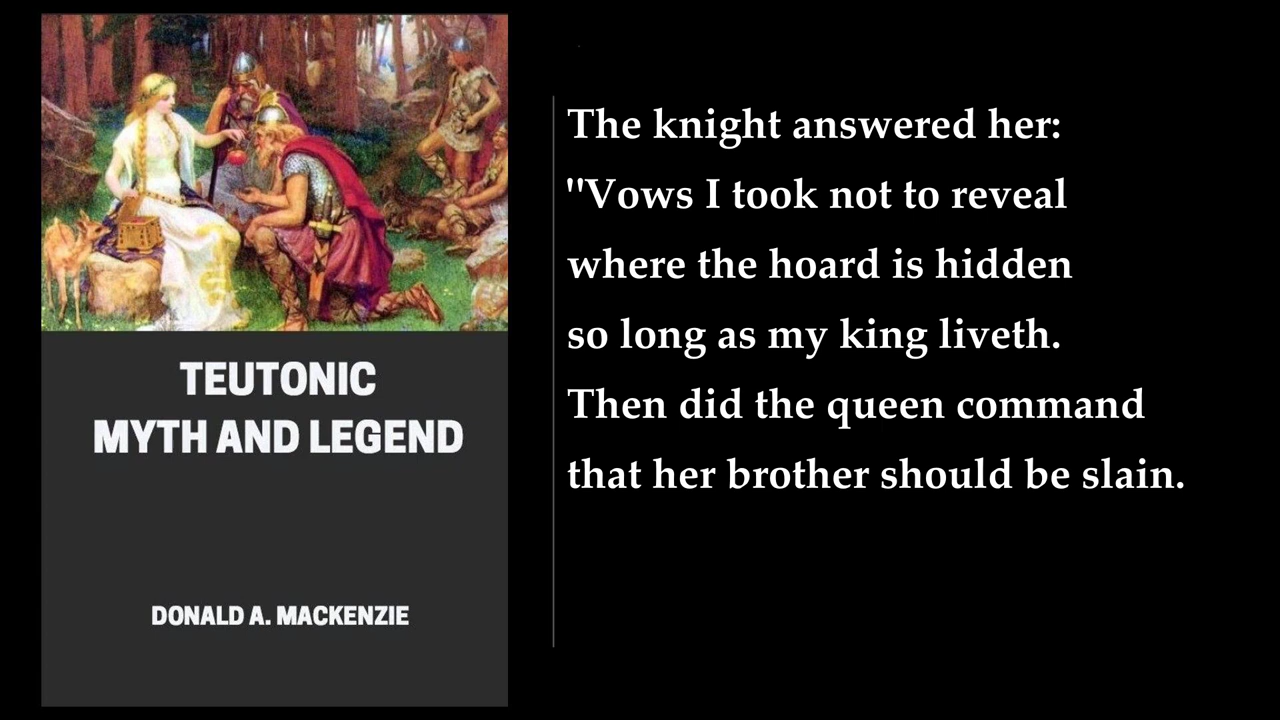 TEUTONIC
MYTH AND LEGEND
DONALD A. MACKENZIE
The knight answered her:
"Vows I took not to reveal
where the hoard is hidden
so long as my king liveth.
Then did the queen command
that her brother should be slain.